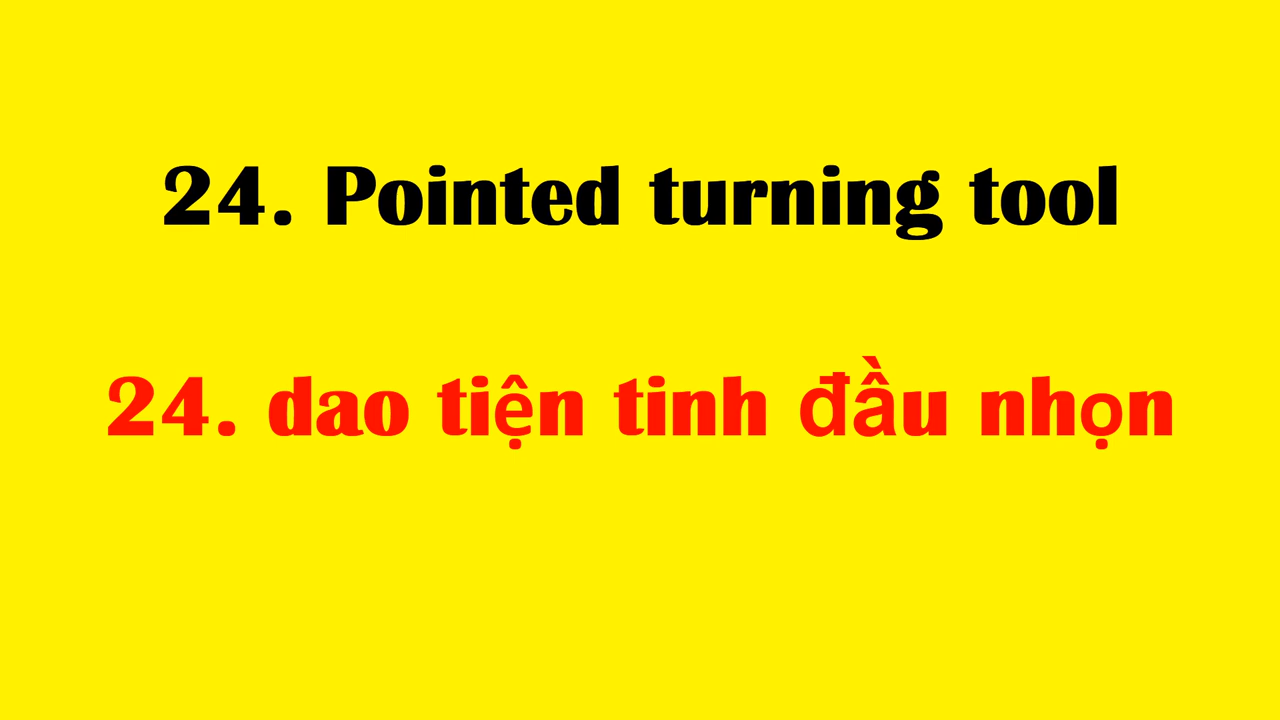 24. Pointed turning tool
24. dao tiện tinh đầu nhọn